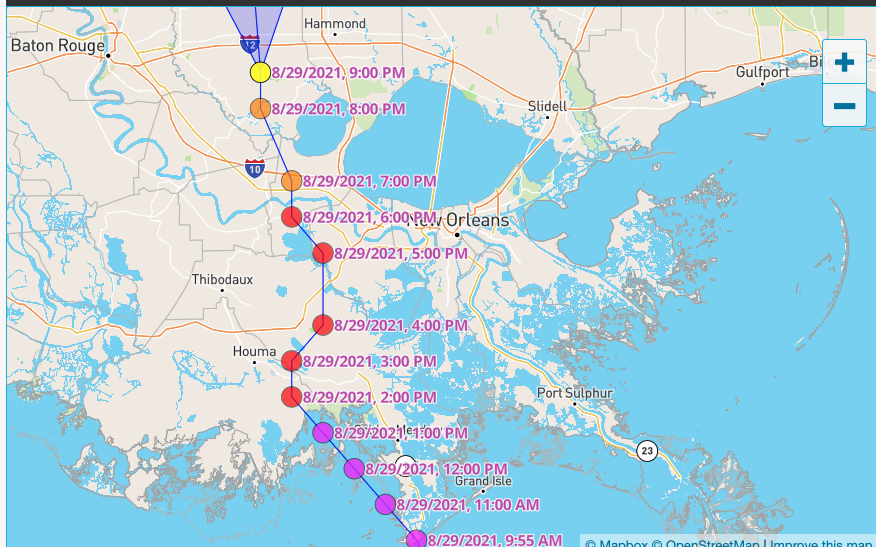 Hammond
Baton Rouge
12
8/29/2021, 9:00 PM
Gulfport
Bi
+
−
8/29/2021, 8:00 PM
Slidell
10
8/29/2021, 7:00 PM
8/29/2021, 6:00 PM
New Orleans
8/29/2021, 5:00 PM
Thibodaux
8/29/2021, 4:00 PM
Houma
8/29/2021, 3:00 PM
8/29/2021, 2:00 PM
Port Sulphur
8/29/2021, 1:00 PM
23
8/29/2021, 12:00 PM
Grand Isle
8/29/2021, 11:00 AM
8/29/2021, 9:55 AM
© Mapbox © OpenStreetMap Improve this map